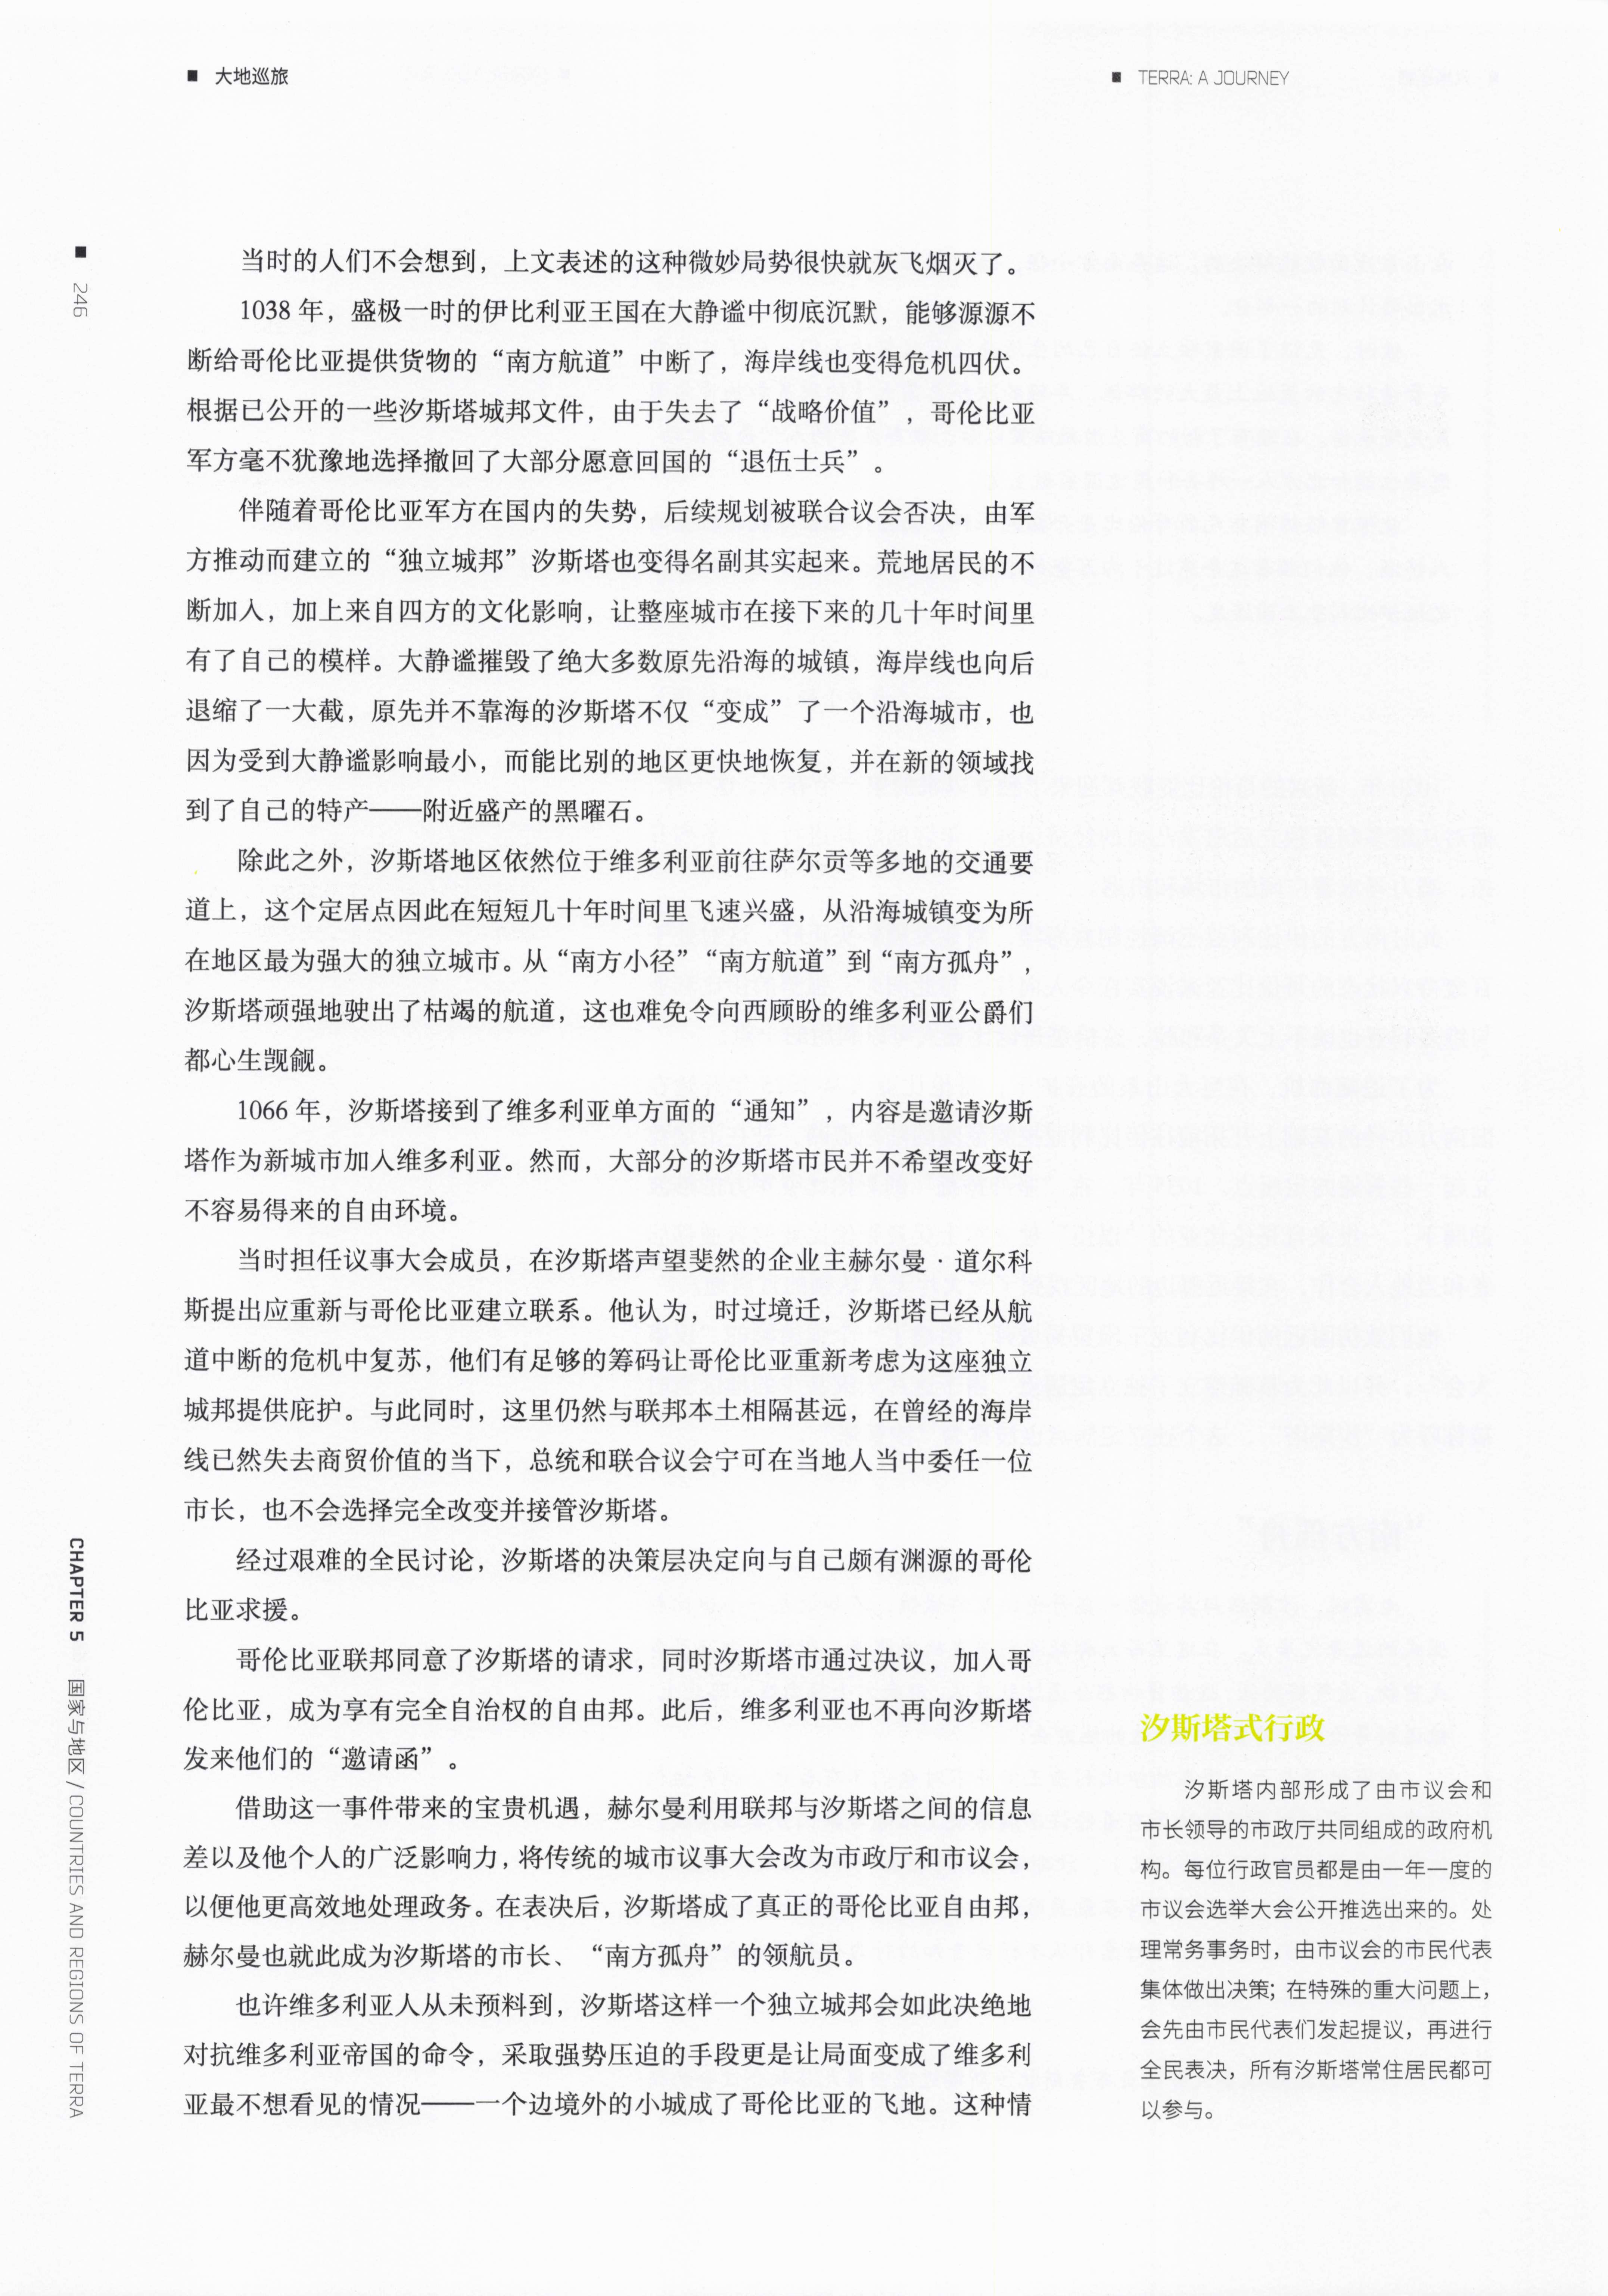 ■ 大地巡旅
■ TERRA: A JOURNEY
■ 246
当时的人们不会想到，上文表述的这种微妙局势很快就灰飞烟灭了。
1038 年，盛极一时的伊比利亚王国在大静谧中彻底沉默，能够源源不
断给哥伦比亚提供货物的“南方航道”中断了，海岸线也变得危机四伏。
根据已公开的一些汐斯塔城邦文件，由于失去了“战略价值”，哥伦比亚
军方毫不犹豫地选择撤回了大部分愿意回国的“退伍士兵”。
伴随着哥伦比亚军方在国内的失势，后续规划被联合议会否决，由军
方推动而建立的“独立城邦”汐斯塔也变得名副其实起来。荒地居民的不
断加入，加上来自四方的文化影响，让整座城市在接下来的几十年时间里
有了自己的模样。大静谧摧毁了绝大多数原先沿海的城镇，海岸线也向后
退缩了一大截，原先并不靠海的汐斯塔不仅“变成”了一个沿海城市，也
因为受到大静谧影响最小，而能比别的地区更快地恢复，并在新的领域找
到了自己的特产——附近盛产的黑曜石。
除此之外，汐斯塔地区依然位于维多利亚前往萨尔贡等多地的交通要
道上，这个定居点因此在短短几十年时间里飞速兴盛，从沿海城镇变为所
在地区最为强大的独立城市。从“南方小径”“南方航道”到“南方孤舟”，
汐斯塔顽强地驶出了枯竭的航道，这也难免令向西顾盼的维多利亚公爵们
都心生觊觎。
1066 年，汐斯塔接到了维多利亚单方面的“通知”，内容是邀请汐斯
塔作为新城市加入维多利亚。然而，大部分的汐斯塔市民并不希望改变好
不容易得来的自由环境。
当时担任议事大会成员，在汐斯塔声望斐然的企业主赫尔曼·道尔科
斯提出应重新与哥伦比亚建立联系。他认为，时过境迁，汐斯塔已经从航
道中断的危机中复苏，他们有足够的筹码让哥伦比亚重新考虑为这座独立
城邦提供庇护。与此同时，这里仍然与联邦本土相隔甚远，在曾经的海岸
线已然失去商贸价值的当下，总统和联合议会宁可在当地人当中委任一位
市长，也不会选择完全改变并接管汐斯塔。
经过艰难的全民讨论，汐斯塔的决策层决定向与自己颇有渊源的哥伦
比亚求援。
哥伦比亚联邦同意了汐斯塔的请求，同时汐斯塔市通过决议，加入哥
伦比亚，成为享有完全自治权的自由邦。此后，维多利亚也不再向汐斯塔
发来他们的“邀请函”。
借助这一事件带来的宝贵机遇，赫尔曼利用联邦与汐斯塔之间的信息
差以及他个人的广泛影响力，将传统的城市议事大会改为市政厅和市议会，
以便他更高效地处理政务。在表决后，汐斯塔成了真正的哥伦比亚自由邦，
赫尔曼也就此成为汐斯塔的市长、“南方孤舟”的领航员。
也许维多利亚人从未预料到，汐斯塔这样一个独立城邦会如此决绝地
对抗维多利亚帝国的命令，采取强势压迫的手段更是让局面变成了维多利
亚最不想看见的情况——一个边境外的小城成了哥伦比亚的飞地。这种情
汐斯塔式行政
汐斯塔内部形成了由市议会和
市长领导的市政厅共同组成的政府机
构。每位行政官员都是由一年一度的
市议会选举大会公开推选出来的。处
理常务事务时，由市议会的市民代表
集体做出决策；在特殊的重大问题上，
会先由市民代表们发起提议，再进行
全民表决，所有汐斯塔常住居民都可
以参与。
CHAPTER 5 国家与地区 / COUNTRIES AND REGIONS OF TERRA